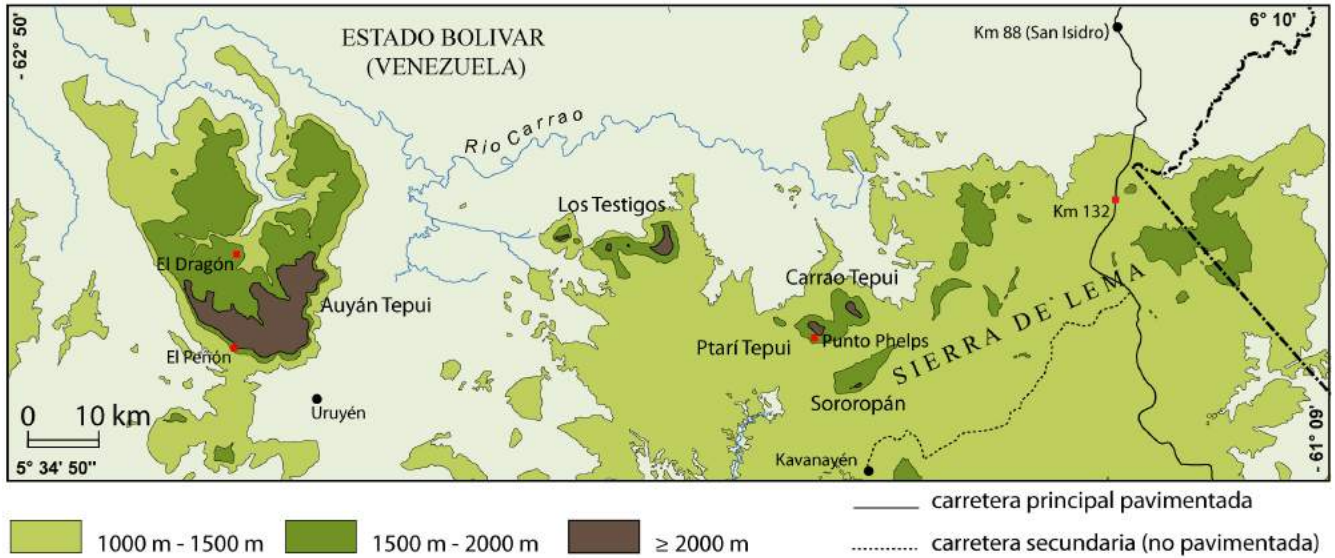 - 62° 50'
ESTADO BOLIVAR
(VENEZUELA)
6° 10'
Km 88 (San Isidro)
Río Carrao
Los Testigos
Km 132
El Dragón
Carrao Tepui
Auyán Tepui
El Peñón
Ptarí Tepui
Punto Phelps
SIERRA DE LEMA
Sororopán
Uruyén
0 10 km
Kavanayén
5° 34' 50''
- 61° 09'
1000 m - 1500 m
1500 m - 2000 m
≥ 2000 m
carretera principal pavimentada
carretera secundaria (no pavimentada)